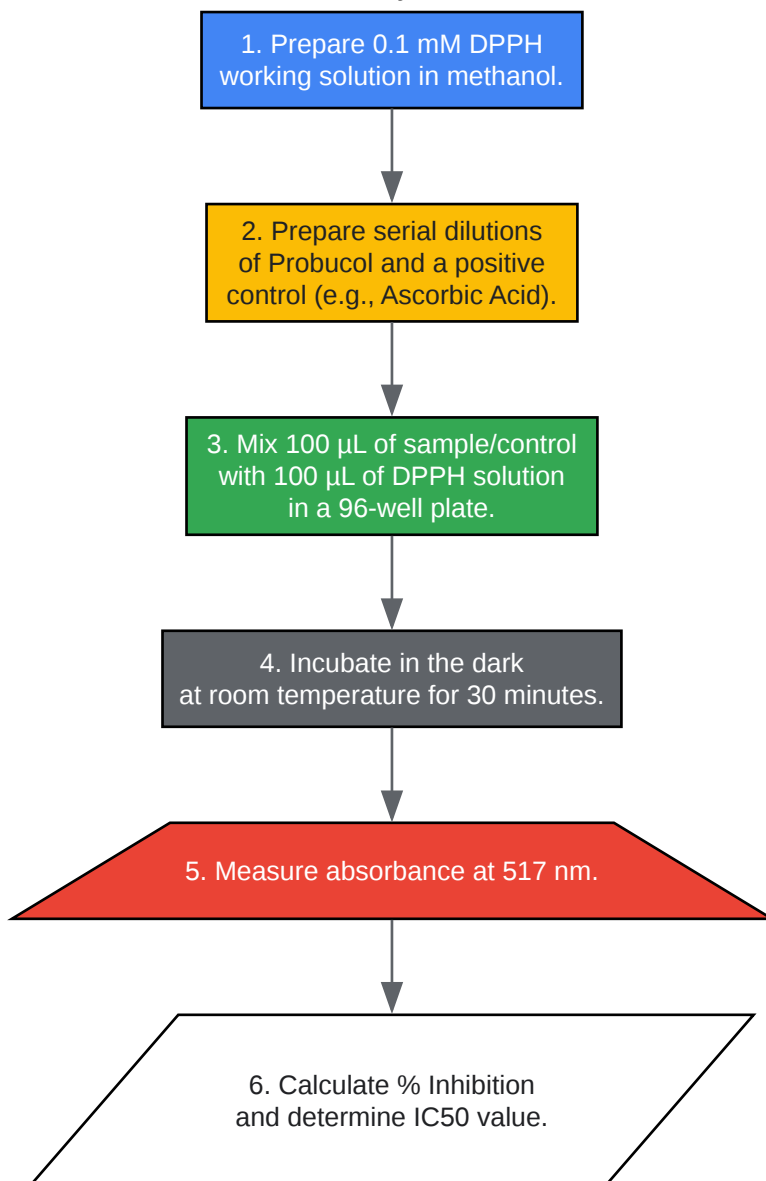 1. Prepare 0.1 mM DPPH
working solution in methanol.
2. Prepare serial dilutions
of Probucol and a positive
control (e.g., Ascorbic Acid).
3. Mix 100 µL of sample/control
with 100 µL of DPPH solution
in a 96-well plate.
4. Incubate in the dark
at room temperature for 30 minutes.
5. Measure absorbance at 517 nm.
6. Calculate % Inhibition
and determine IC50 value.